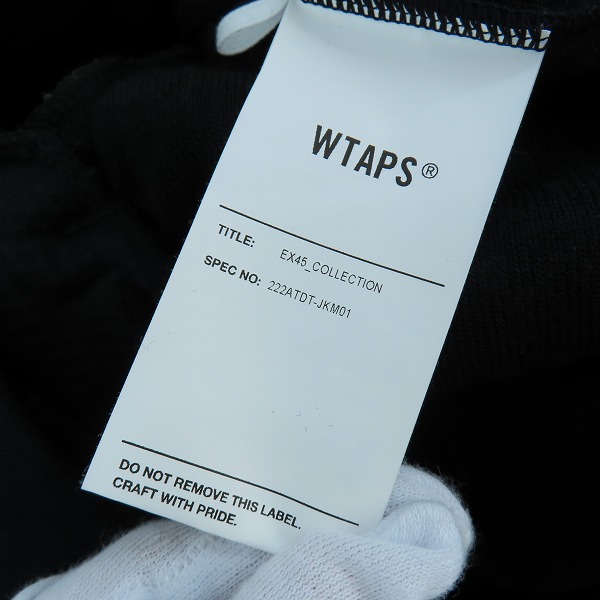 WTAPS®
TITLE: EX45_COLLECTION
SPEC NO: 222ATDT-JKM01
DO NOT REMOVE THIS LABEL.
CRAFT WITH PRIDE.